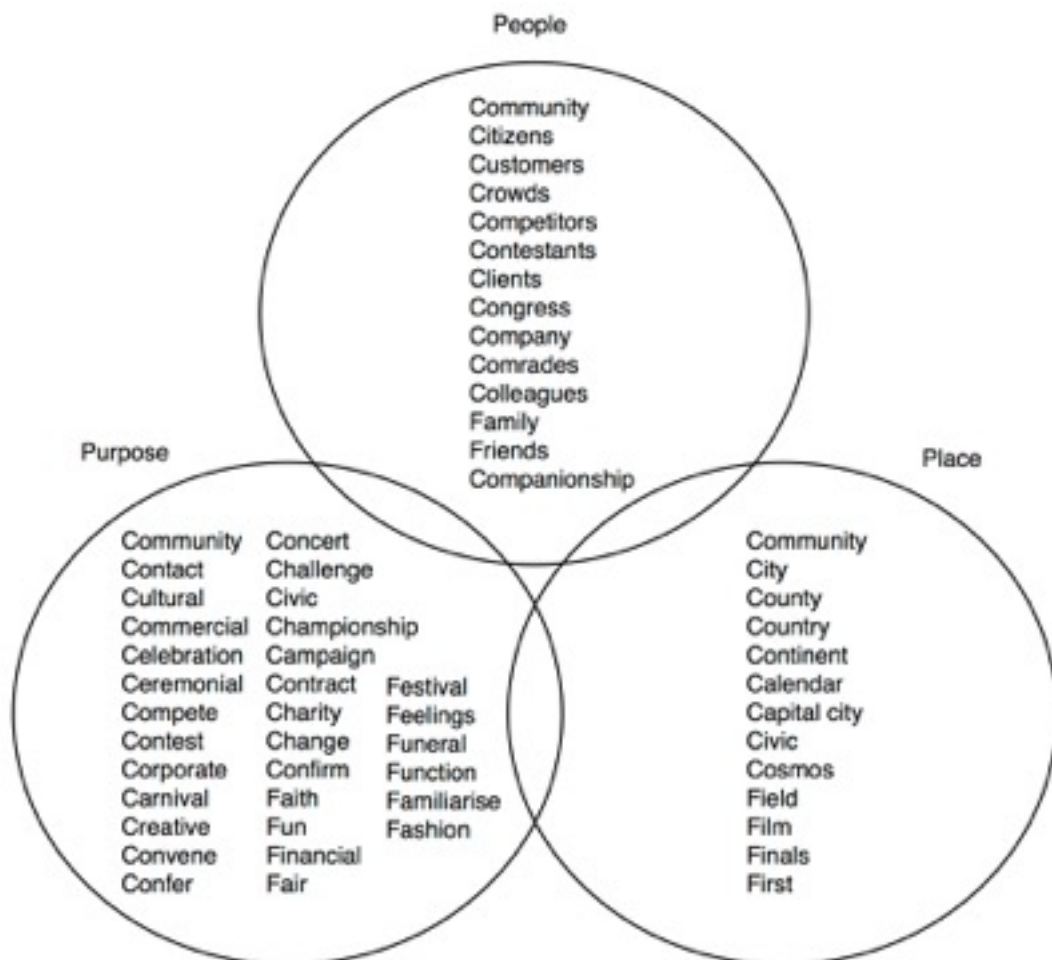 People
Community
Citizens
Customers
Crowds
Competitors
Contestants
Clients
Congress
Company
Comrades
Colleagues
Family
Friends
Companionship
Purpose
Community
Contact
Cultural
Commercial
Celebration
Ceremonial
Compete
Contest
Corporate
Carnival
Creative
Convene
Confer
Concert
Challenge
Civic
Championship
Campaign
Contract
Charity
Change
Confirm
Faith
Fun
Financial
Fair
Festival
Feelings
Funeral
Function
Familiarise
Fashion
Place
Community
City
County
Country
Continent
Calendar
Capital city
Civic
Cosmos
Field
Film
Finals
First